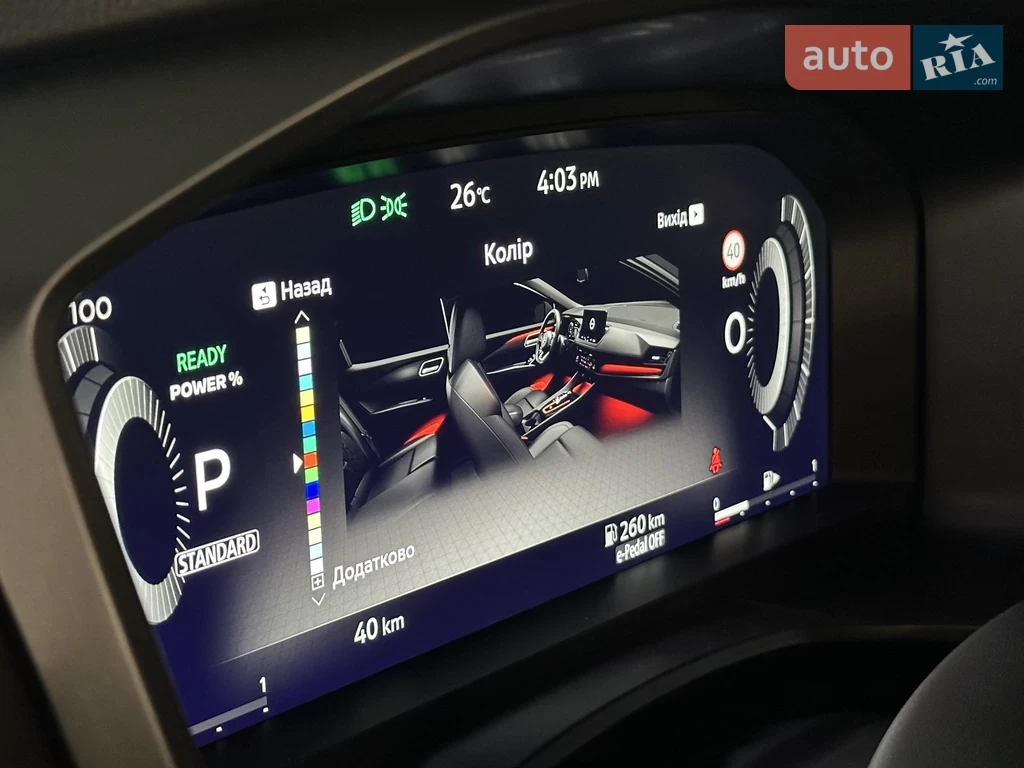 auto RIA.com
26°C
4:03 PM
Вихід
Колір
40
km/h
Назад
100
READY
POWER %
0
P
STANDARD
Додатково
260 km
e-Pedal OFF
0
1
40 km
1